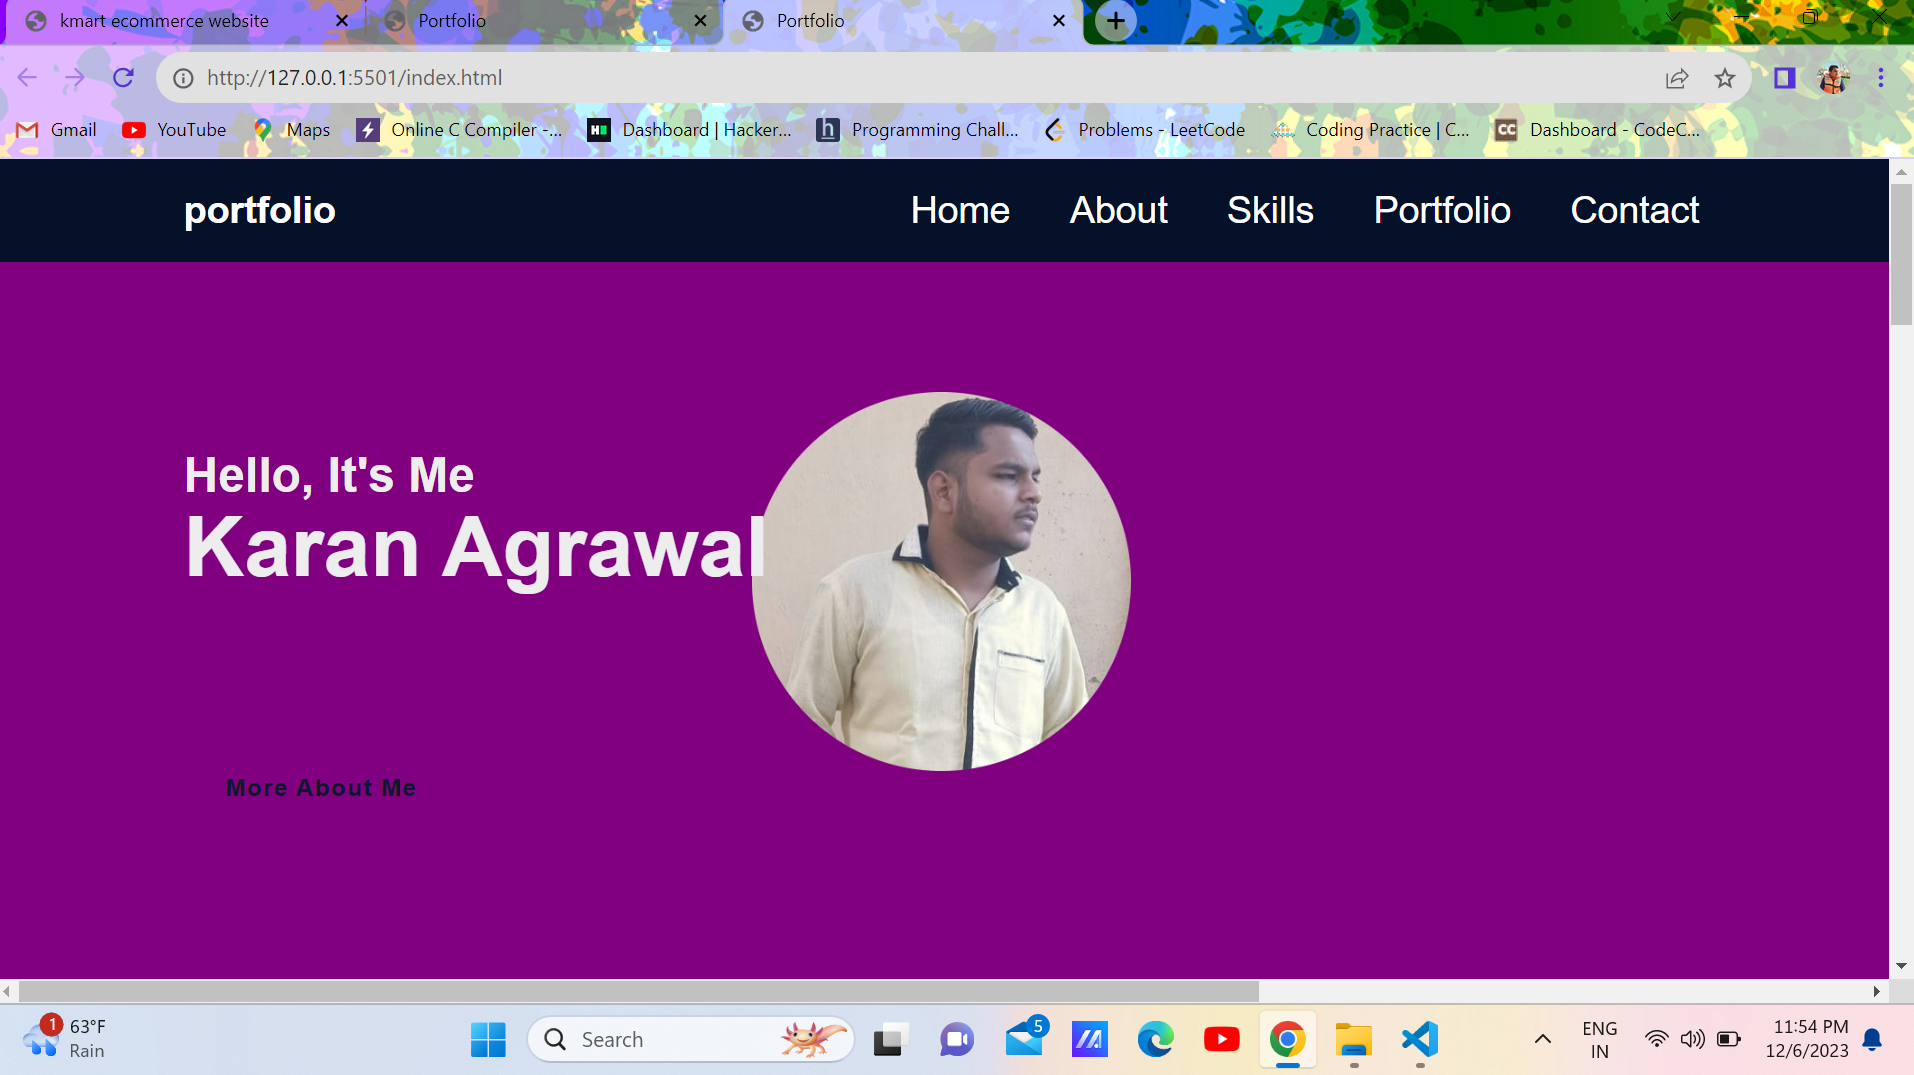 kmart ecommerce website
Portfolio
Portfolio
http://127.0.0.1:5501/index.html
Gmail
YouTube
Maps
Online C Compiler -...
Dashboard | Hacker...
Programming Chall...
Problems - LeetCode
Coding Practice | C...
CC
Dashboard - CodeC...
portfolio
Home
About
Skills
Portfolio
Contact
Hello, It's Me
Karan Agrawal
More About Me
1
63°F
Rain
Search
5
ENG
IN
11:54 PM
12/6/2023